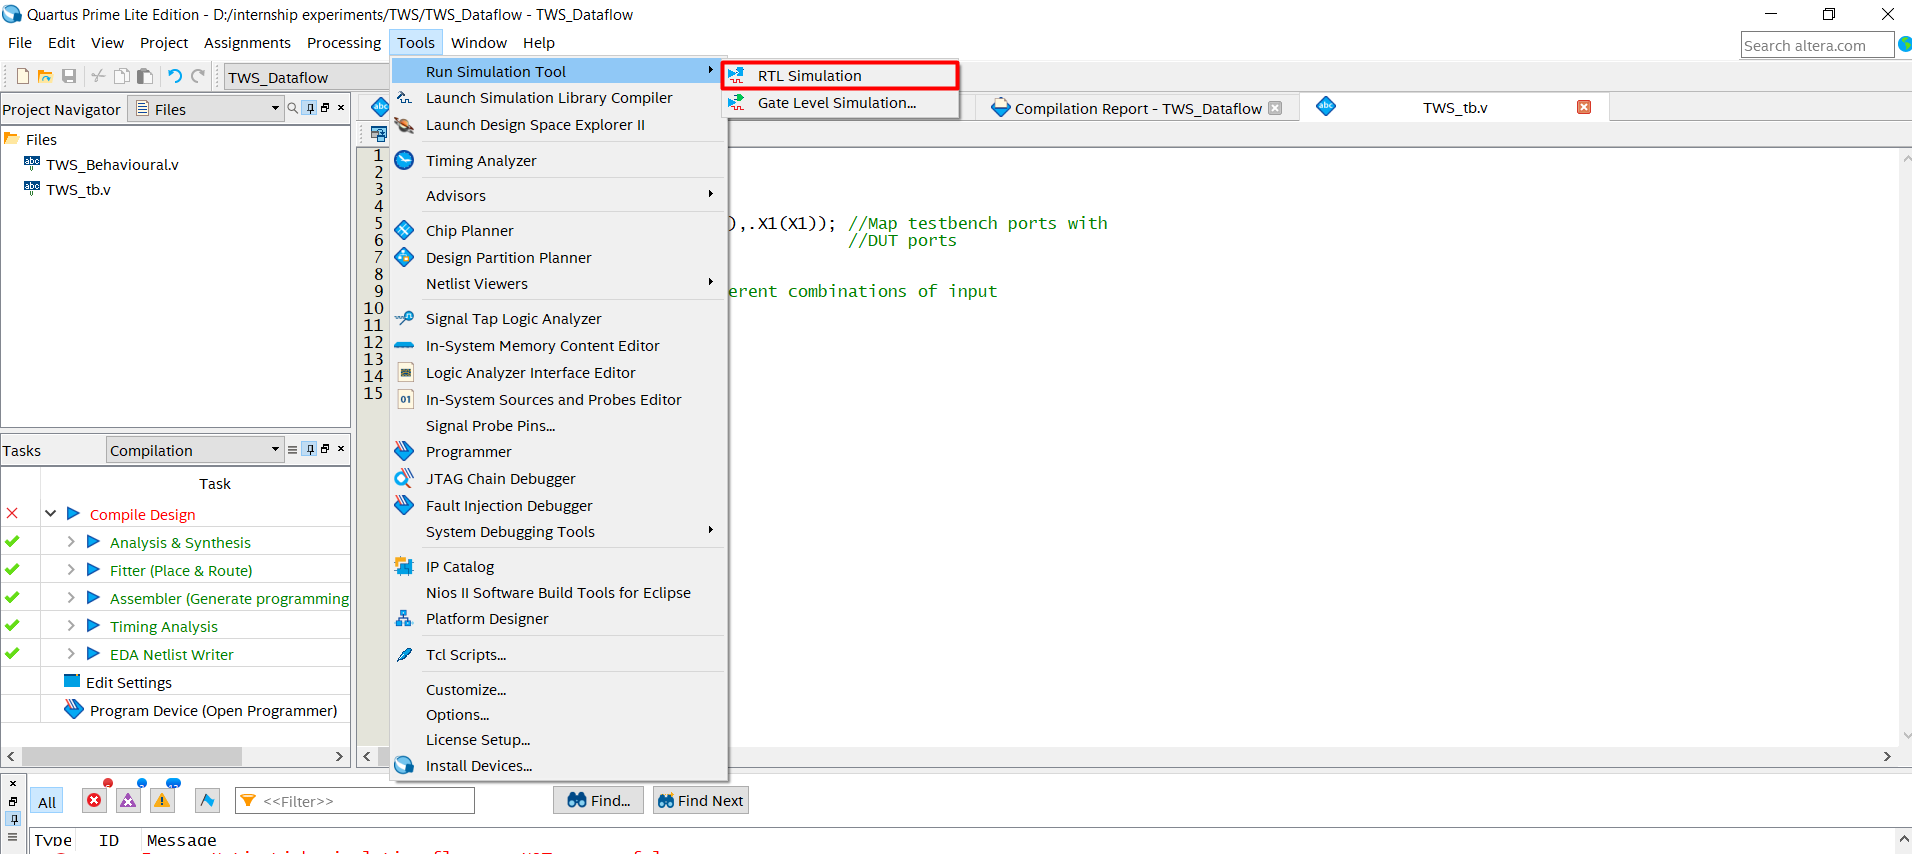 Quartus Prime Lite Edition - D:/internship experiments/TWS/TWS_Dataflow - TWS_Dataflow
File Edit View Project Assignments Processing Tools Window Help
Search altera.com
TWS_Dataflow
Run Simulation Tool
RTL Simulation
Launch Simulation Library Compiler
Gate Level Simulation...
Launch Design Space Explorer II
Timing Analyzer
Advisors
Chip Planner
Design Partition Planner
Netlist Viewers
Signal Tap Logic Analyzer
In-System Memory Content Editor
Logic Analyzer Interface Editor
In-System Sources and Probes Editor
Signal Probe Pins...
Programmer
JTAG Chain Debugger
Fault Injection Debugger
System Debugging Tools
IP Catalog
Nios II Software Build Tools for Eclipse
Platform Designer
Tcl Scripts...
Customize...
Options...
License Setup...
Install Devices...
Project Navigator Files
Files
TWS_Behavioural.v
TWS_tb.v
Compilation Report - TWS_Dataflow
TWS_tb.v
1
2
3
4
5 ),.X1(X1)); //Map testbench ports with
6 //DUT ports
7
8
9 erent combinations of input
10
11
12
13
14
15
Tasks Compilation
Task
Compile Design
Analysis & Synthesis
Fitter (Place & Route)
Assembler (Generate programming
Timing Analysis
EDA Netlist Writer
Edit Settings
Program Device (Open Programmer)
All <<Filter>> Find... Find Next
Type ID Message